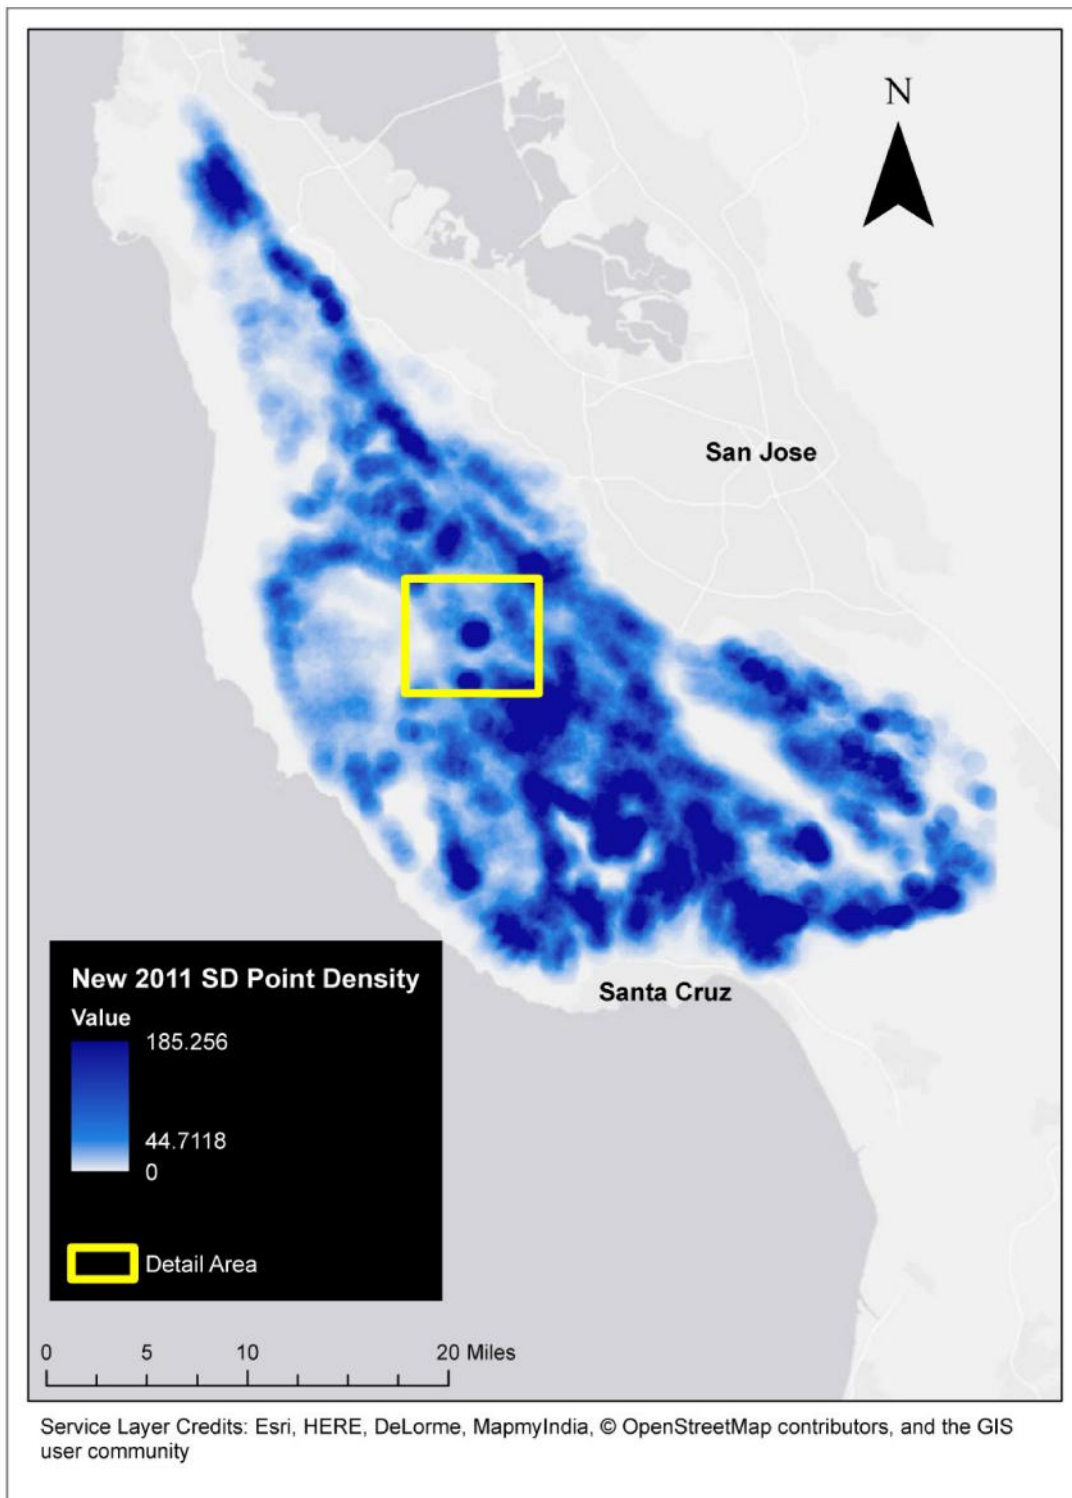 N
San Jose
Santa Cruz
New 2011 SD Point Density
Value
185.256
44.7118
0
Detail Area
0 5 10 20 Miles
Service Layer Credits: Esri, HERE, DeLorme, MapmyIndia, © OpenStreetMap contributors, and the GIS
user community